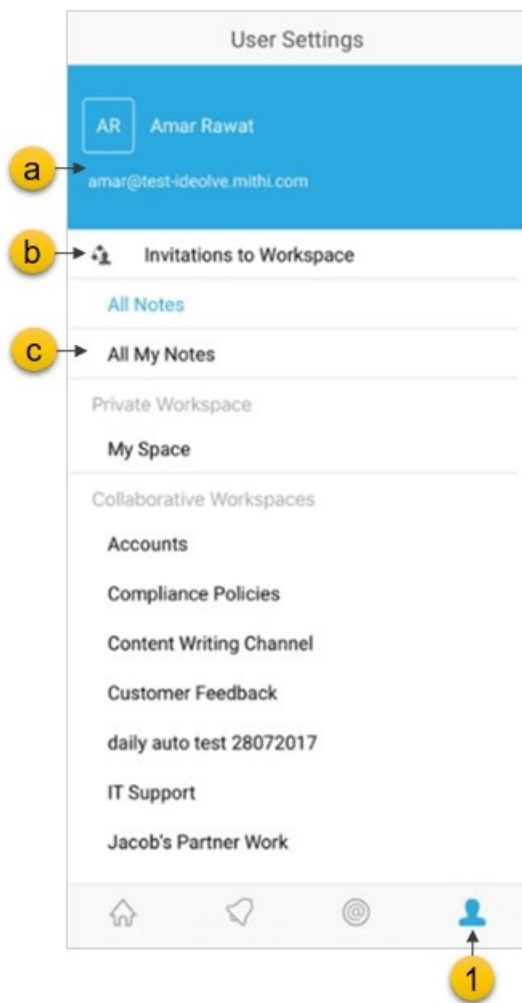 User Settings
AR Amar Rawat
a
amar@test-ideolve.mithi.com
b Invitations to Workspace
All Notes
c All My Notes
Private Workspace
My Space
Collaborative Workspaces
Accounts
Compliance Policies
Content Writing Channel
Customer Feedback
daily auto test 28072017
IT Support
Jacob's Partner Work
@
1